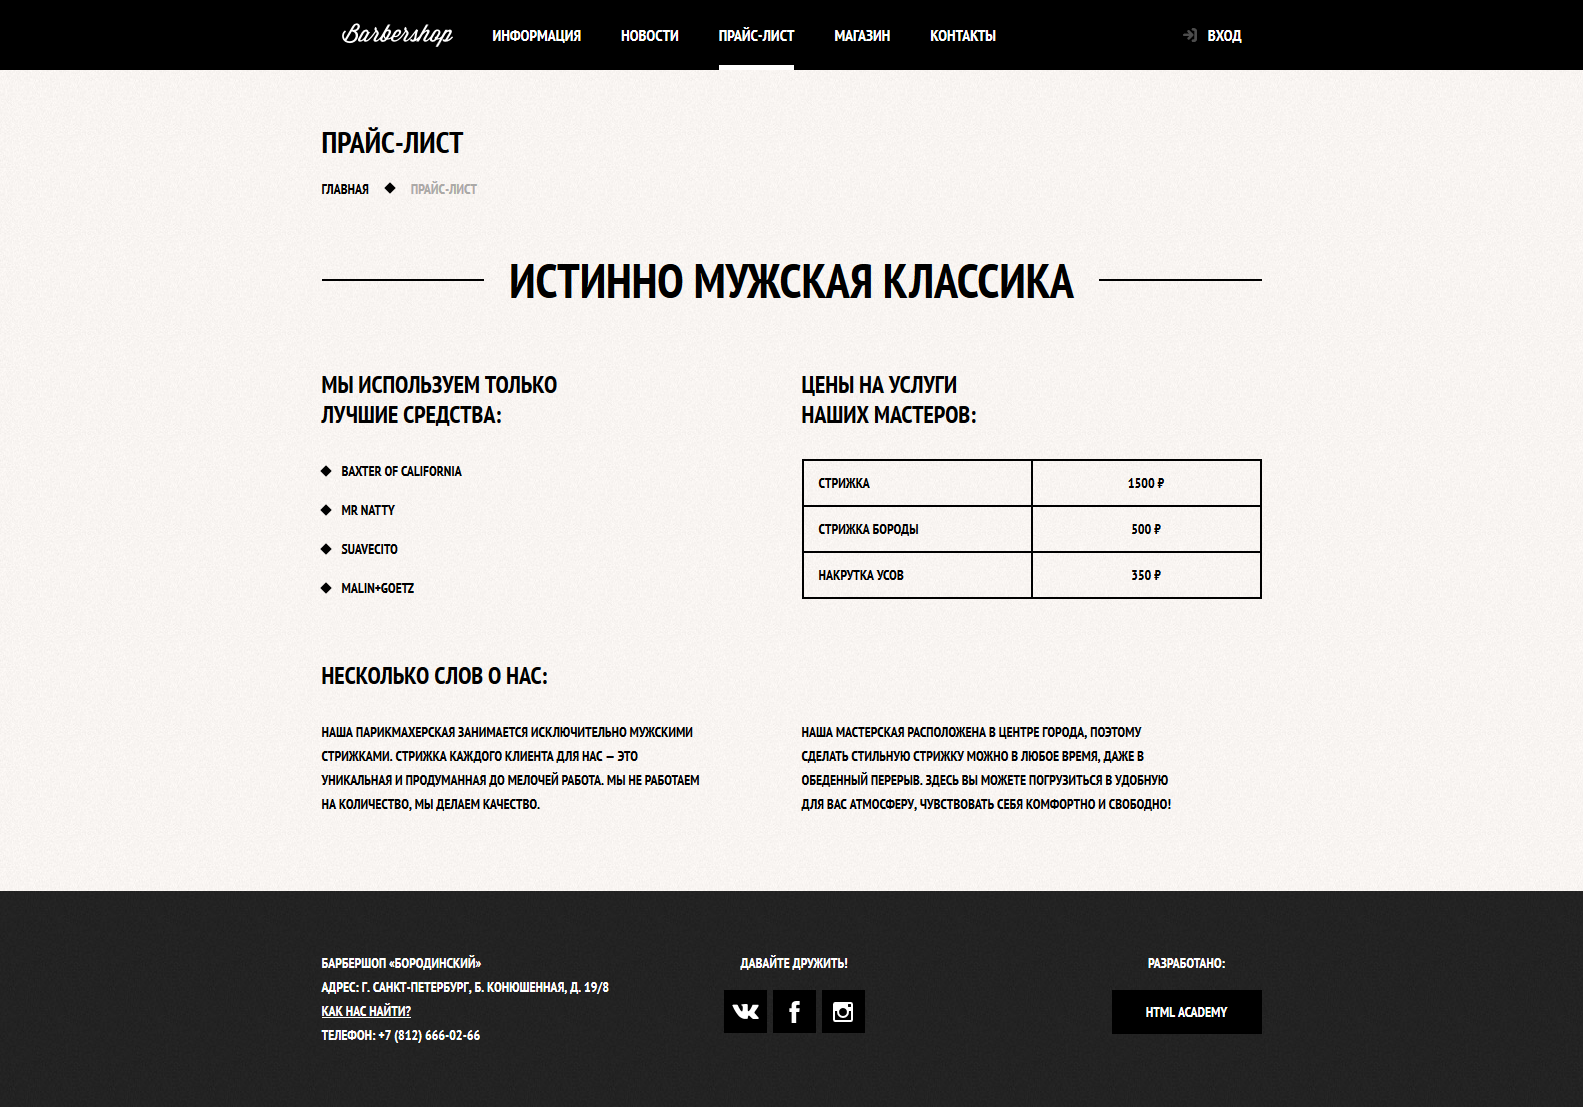 Barbershop ИНФОРМАЦИЯ НОВОСТИ ПРАЙС-ЛИСТ МАГАЗИН КОНТАКТЫ ВХОД
ПРАЙС-ЛИСТ
ГЛАВНАЯ ПРАЙС-ЛИСТ
ИСТИННО МУЖСКАЯ КЛАССИКА
МЫ ИСПОЛЬЗУЕМ ТОЛЬКО
ЛУЧШИЕ СРЕДСТВА:
BAXTER OF CALIFORNIA
MR NATTY
SUAVECITO
MALIN+GOETZ
ЦЕНЫ НА УСЛУГИ
НАШИХ МАСТЕРОВ:
СТРИЖКА 1500 ₽
СТРИЖКА БОРОДЫ 500 ₽
НАКРУТКА УСОВ 350 ₽
НЕСКОЛЬКО СЛОВ О НАС:
НАША ПАРИКМАХЕРСКАЯ ЗАНИМАЕТСЯ ИСКЛЮЧИТЕЛЬНО МУЖСКИМИ
СТРИЖКАМИ. СТРИЖКА КАЖДОГО КЛИЕНТА ДЛЯ НАС — ЭТО
УНИКАЛЬНАЯ И ПРОДУМАННАЯ ДО МЕЛОЧЕЙ РАБОТА. МЫ НЕ РАБОТАЕМ
НА КОЛИЧЕСТВО, МЫ ДЕЛАЕМ КАЧЕСТВО.
НАША МАСТЕРСКАЯ РАСПОЛОЖЕНА В ЦЕНТРЕ ГОРОДА, ПОЭТОМУ
СДЕЛАТЬ СТИЛЬНУЮ СТРИЖКУ МОЖНО В ЛЮБОЕ ВРЕМЯ, ДАЖЕ В
ОБЕДЕННЫЙ ПЕРЕРЫВ. ЗДЕСЬ ВЫ МОЖЕТЕ ПОГРУЗИТЬСЯ В УДОБНУЮ
ДЛЯ ВАС АТМОСФЕРУ, ЧУВСТВОВАТЬ СЕБЯ КОМФОРТНО И СВОБОДНО!
БАРБЕРШОП «БОРОДИНСКИЙ»
АДРЕС: Г. САНКТ-ПЕТЕРБУРГ, Б. КОНЮШЕННАЯ, Д. 19/8
КАК НАС НАЙТИ?
ТЕЛЕФОН: +7 (812) 666-02-66
ДАВАЙТЕ ДРУЖИТЬ!
РАЗРАБОТАНО:
HTML ACADEMY